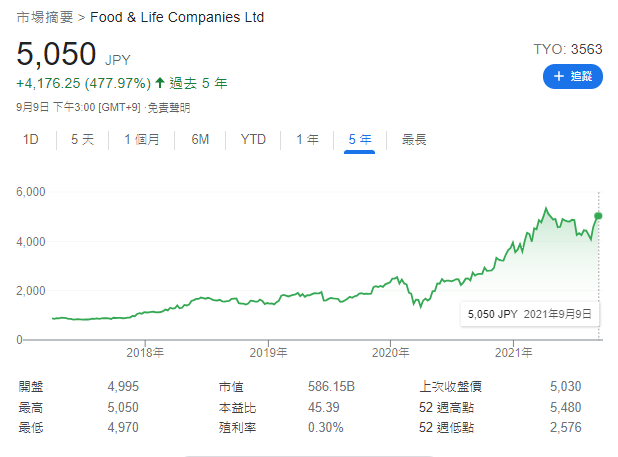 市場摘要 > Food & Life Companies Ltd
5,050 JPY
TYO: 3563
+4,176.25 (477.97%) 過去 5 年
追蹤
9月9日 下午3:00 [GMT+9] ·免責聲明
1D 5 天 1 個月 6M YTD 1 年 5 年 最長
6,000
4,000
2,000
0
5,050 JPY 2021年9月9日
2018年 2019年 2020年 2021年
開盤 4,995 市值 586.15B 上次收盤價 5,030
最高 5,050 本益比 45.39 52 週高點 5,480
最低 4,970 殖利率 0.30% 52 週低點 2,576